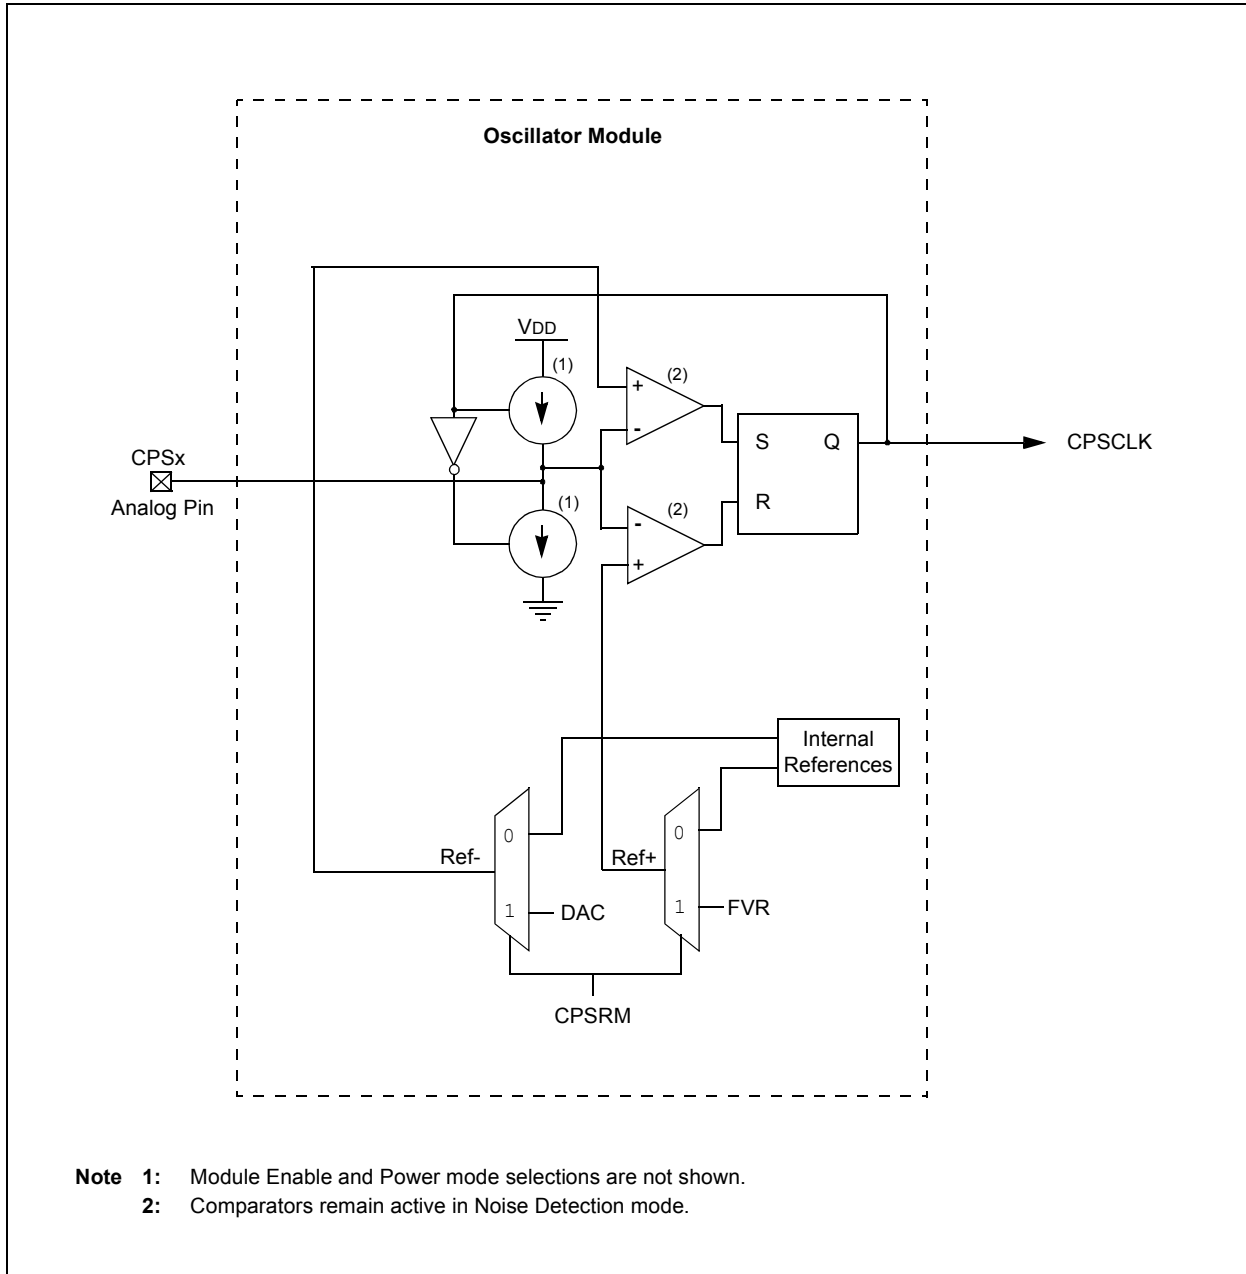 Oscillator Module
VDD
(1)
(2)
+
-
S Q
CPSCLK
CPSx
Analog Pin
(1)
(2)
R
-
+
Internal
References
0
0
Ref-
Ref+
1
DAC
1
FVR
CPSRM
Note 1: Module Enable and Power mode selections are not shown.
2: Comparators remain active in Noise Detection mode.